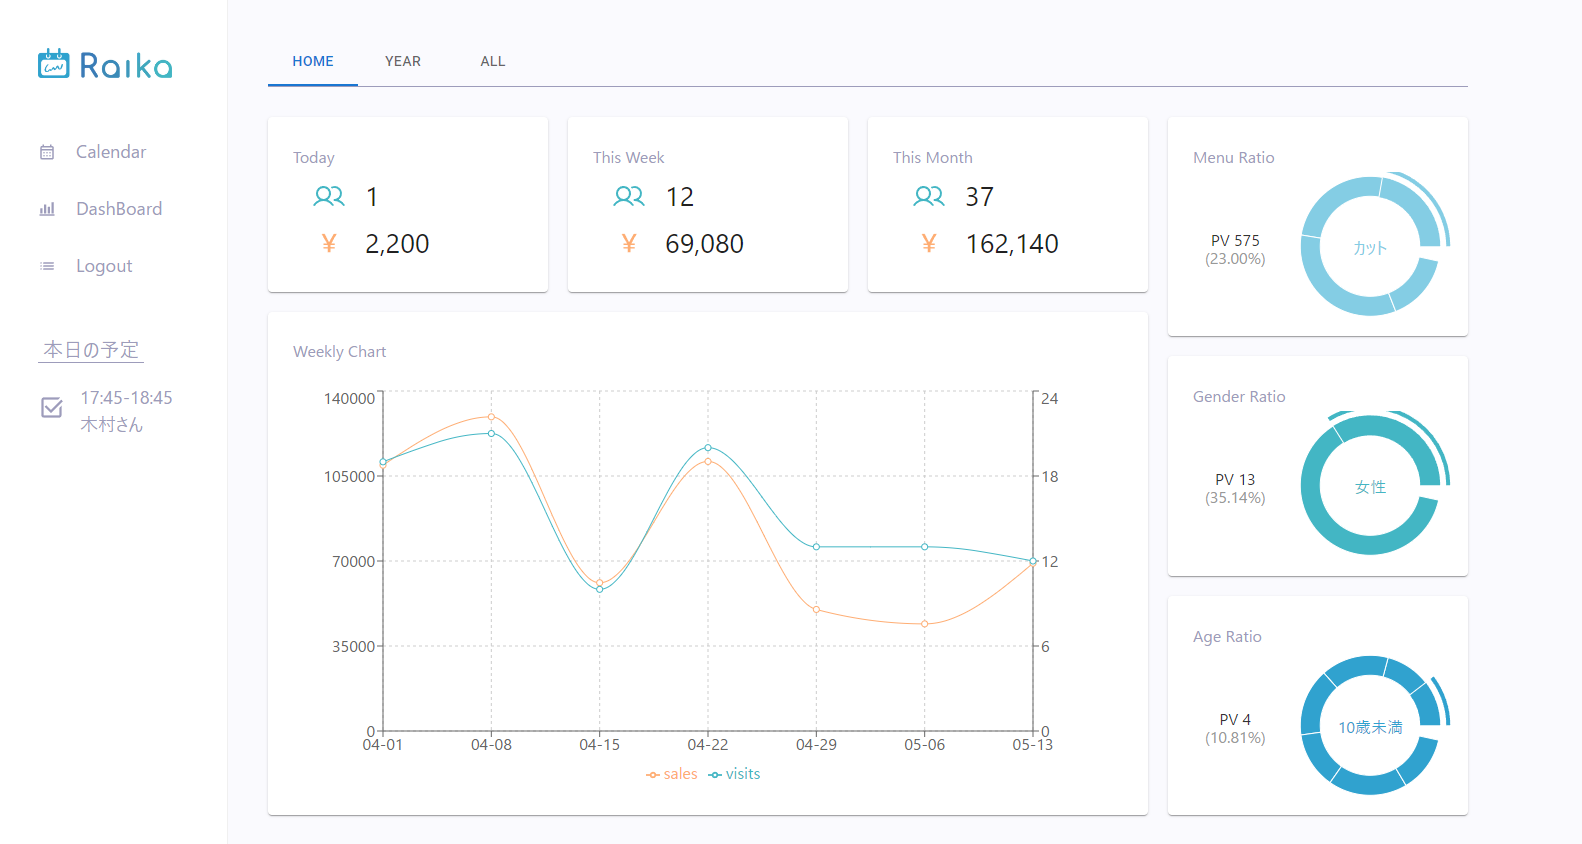 Raika
Calendar
DashBoard
Logout
本日の予定
17:45-18:45
木村さん
HOME YEAR ALL
Today
1
¥ 2,200
This Week
12
¥ 69,080
This Month
37
¥ 162,140
Weekly Chart
140000
105000
70000
35000
0
24
18
12
6
0
04-01 04-08 04-15 04-22 04-29 05-06 05-13
sales visits
Menu Ratio
PV 575
(23.00%)
カット
Gender Ratio
PV 13
(35.14%)
女性
Age Ratio
PV 4
(10.81%)
10歳未満